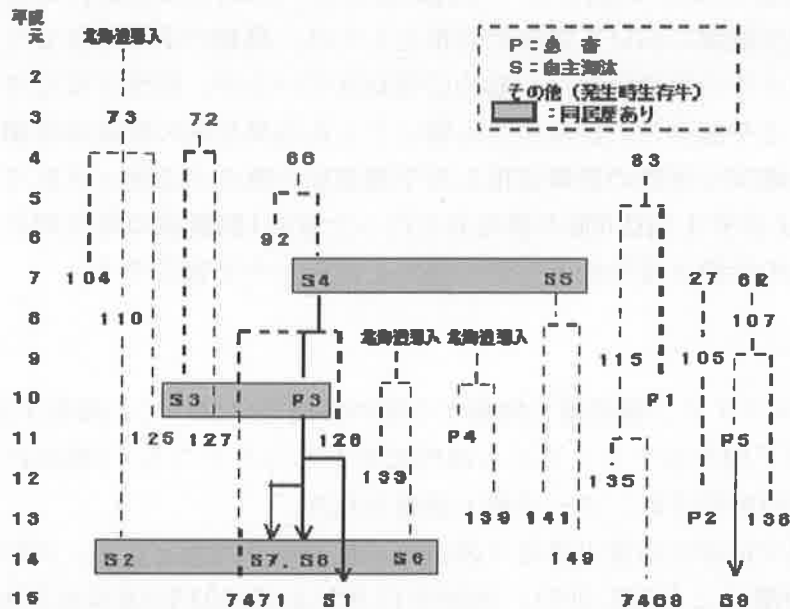 平成
元
北海道導入
P：患畜
S：自主淘汰
その他（発生時生存牛）
：同居歴あり
2
3 73 72
4 66 83
5
6 92
7 104 S4 S5 27 6R
8 110 107
北海道導入 北海道導入
9 115 105
10 S3 P3 P1
11 125 127 128 P4 P5
12 133 135
13 139 141 P2 138
14 S2 S7，S8 S6 149
15 7471 S1 7469 S9